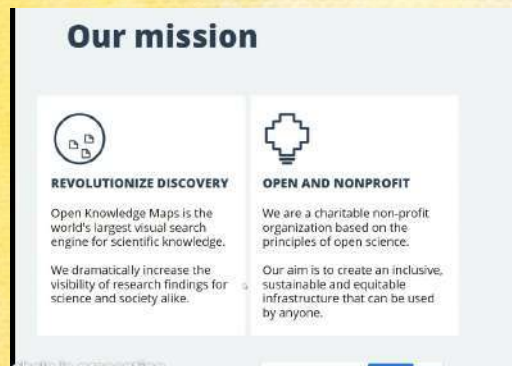 Our mission
REVOLUTIONIZE DISCOVERY
Open Knowledge Maps is the
world's largest visual search
engine for scientific knowledge.
We dramatically increase the
visibility of research findings for
science and society alike.
OPEN AND NONPROFIT
We are a charitable non-profit
organization based on the
principles of open science.
Our aim is to create an inclusive,
sustainable and equitable
infrastructure that can be used
by anyone.